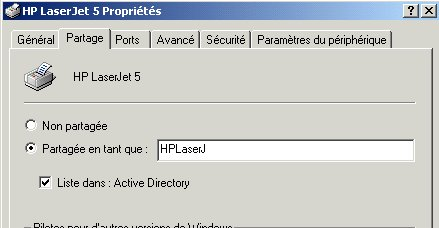 HP LaserJet 5 Propriétés
Général Partage Ports Avancé Sécurité Paramètres du périphérique
HP LaserJet 5
Non partagée
Partagée en tant que : HPLaserJ
Liste dans : Active Directory
Pilotes pour d'autres versions de Windows